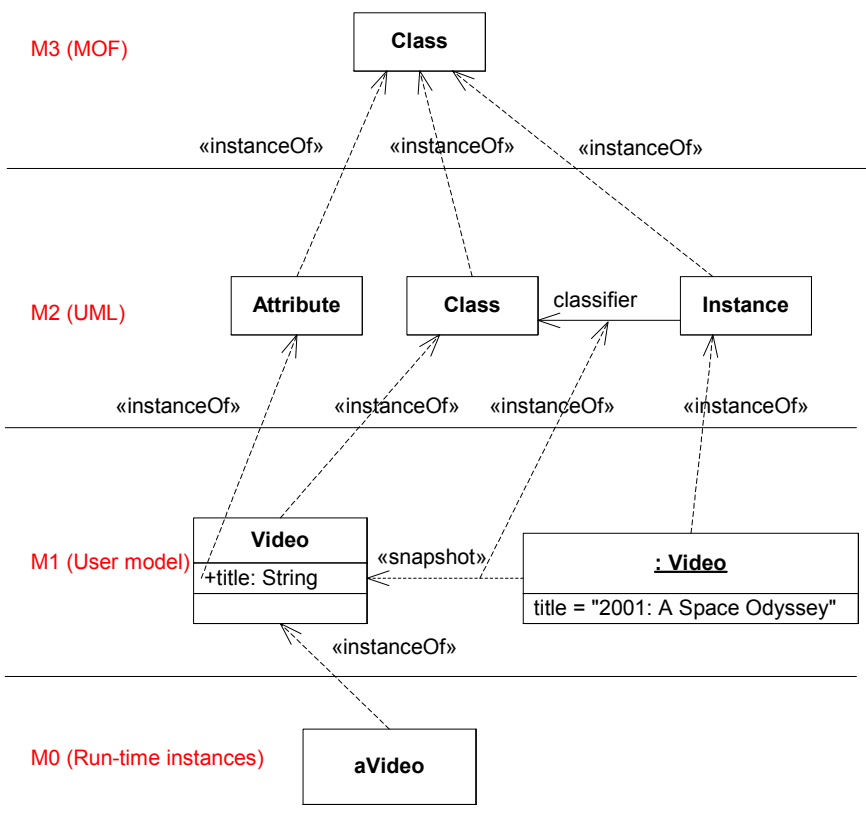 M3 (MOF)
Class
«instanceOf»
«instanceOf»
«instanceOf»
M2 (UML)
Attribute
Class
classifier
Instance
«instanceOf»
«instanceOf»
«instanceOf»
«instanceOf»
M1 (User model)
Video
+title: String
«snapshot»
: Video
title = "2001: A Space Odyssey"
«instanceOf»
M0 (Run-time instances)
aVideo